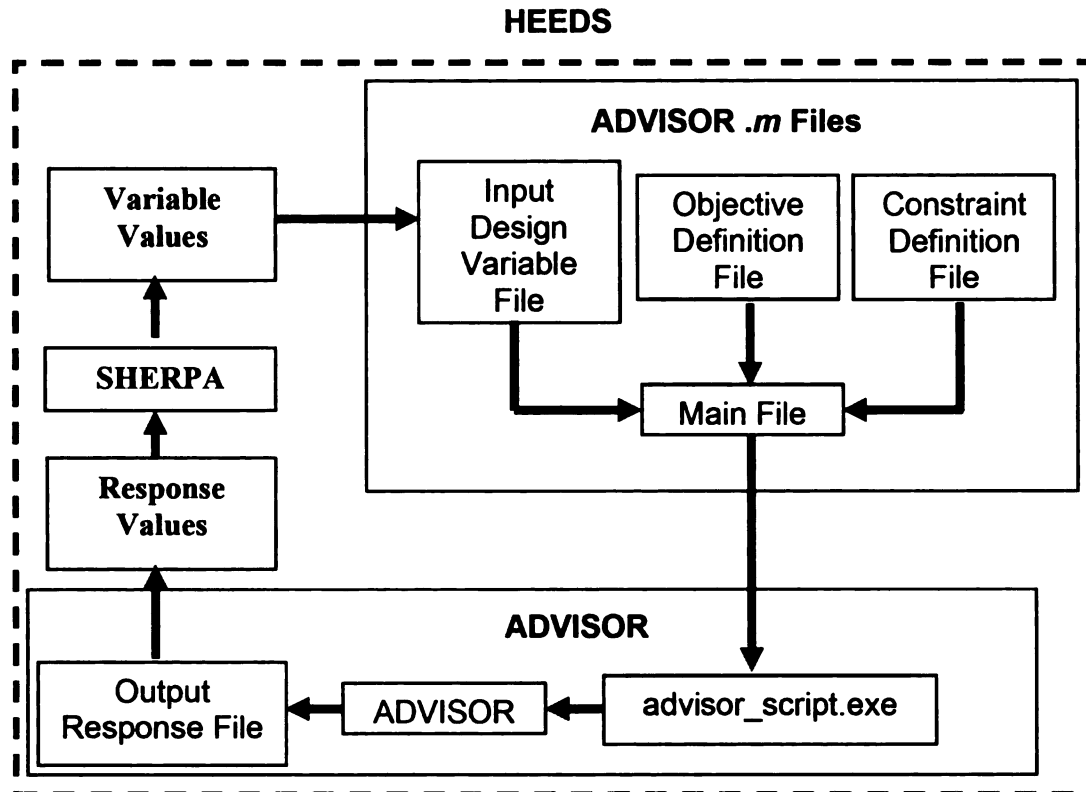 HEEDS
ADVISOR .m Files
Variable
Values
Input
Design
Variable
File
Objective
Definition
File
Constraint
Definition
File
SHERPA
Main File
Response
Values
ADVISOR
Output
Response File
ADVISOR
advisor_script.exe